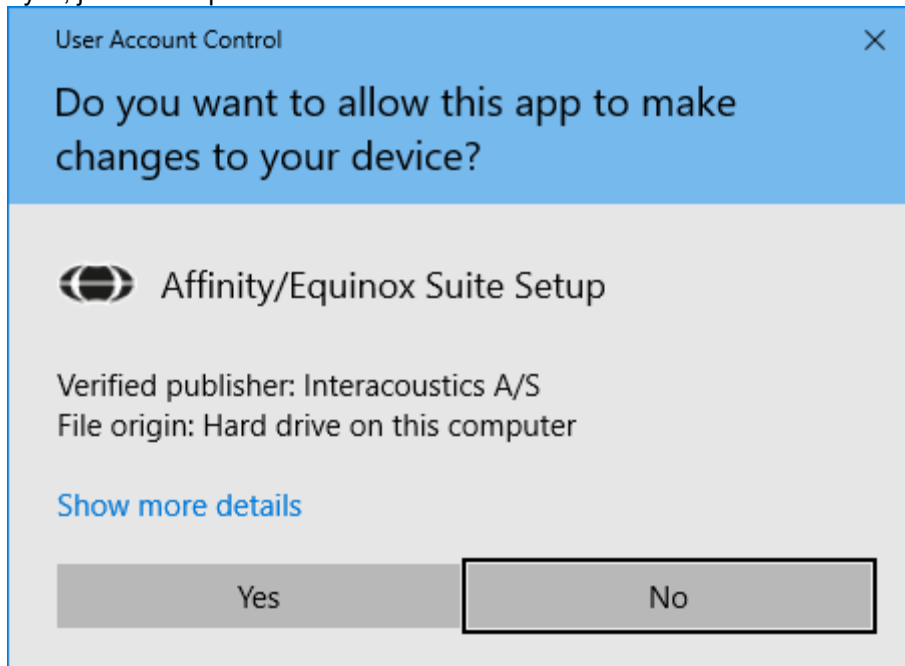 User Account Control
Do you want to allow this app to make
changes to your device?
Affinity/Equinox Suite Setup
Verified publisher: Interacoustics A/S
File origin: Hard drive on this computer
Show more details
Yes
No